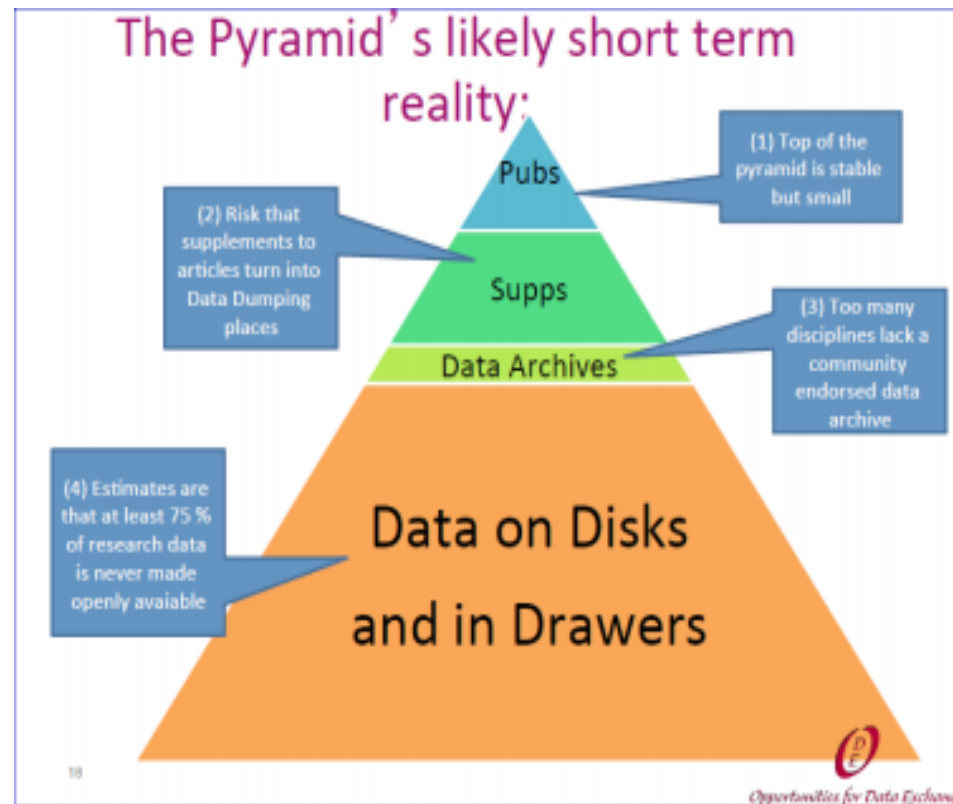 The Pyramid's likely short term
reality:
Pubs
(1) Top of the
pyramid is stable
but small
(2) Risk that
supplements to
articles turn into
Data Dumping
places
Supps
(3) Too many
disciplines lack a
community
endorsed data
archive
Data Archives
(4) Estimates are
that at least 75 %
of research data
is never made
openly avaiable
Data on Disks
and in Drawers
18
ODE
Opportunities for Data Exchan